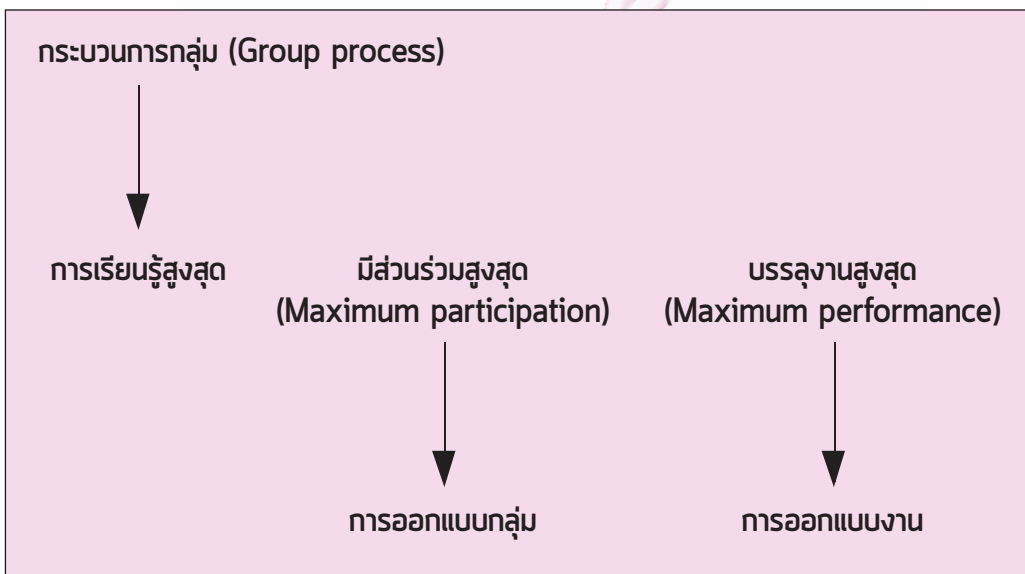 กระบวนการกลุ่ม (Group process)
การเรียนรู้สูงสุด
มีส่วนร่วมสูงสุด
(Maximum participation)
บรรลุงานสูงสุด
(Maximum performance)
การออกแบบกลุ่ม
การออกแบบงาน